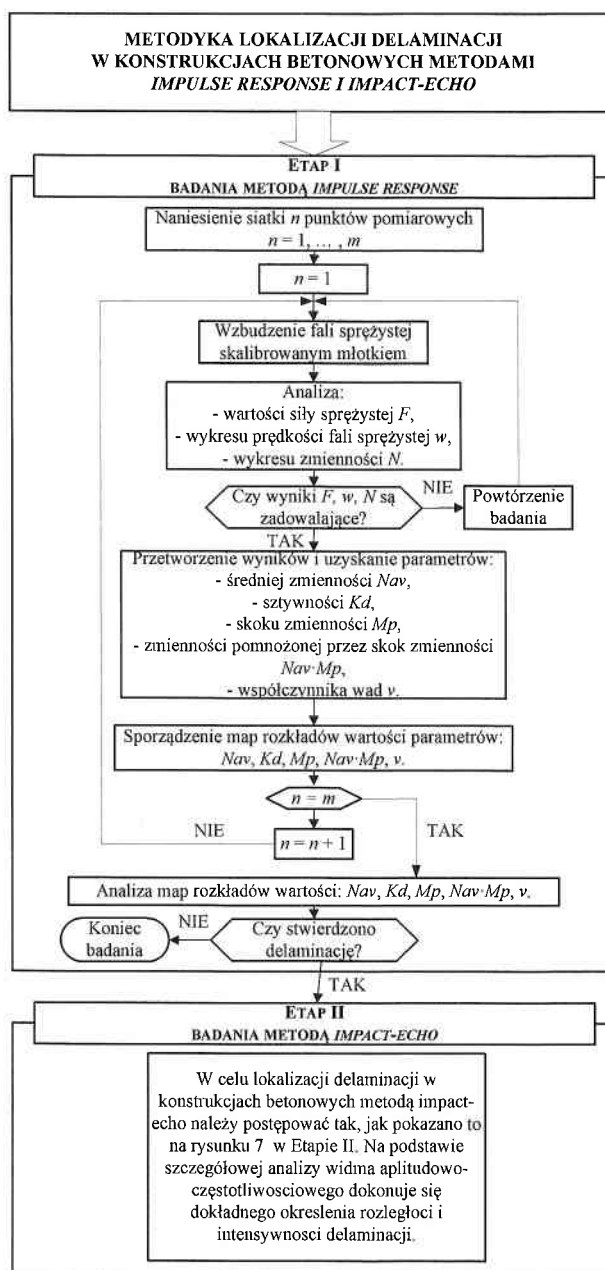 METODYKA LOKALIZACJI DELAMINACJI
W KONSTRUKCJACH BETONOWYCH METODAMI
IMPULSE RESPONSE I IMPACT-ECHO
ETAP I
BADANIA METODĄ IMPULSE RESPONSE
Naniesienie siatki n punktów pomiarowych
n = 1, ... , m
n = 1
Wzbudzenie fali sprężystej
skalibrowanym młotkiem
Analiza:
- wartości siły sprężystej F,
- wykresu prędkości fali sprężystej w,
- wykresu zmienności N.
Czy wyniki F, w, N są
zadowalające?
NIE
Powtórzenie
badania
TAK
Przetworzenie wyników i uzyskanie parametrów:
- średniej zmienności Nav,
- sztywności Kd,
- skoku zmienności Mp,
- zmienności pomnożonej przez skok zmienności
Nav·Mp,
- współczynnika wad v.
Sporządzenie map rozkładów wartości parametrów:
Nav, Kd, Mp, Nav·Mp, v.
n = m
NIE
TAK
n = n + 1
Analiza map rozkładów wartości: Nav, Kd, Mp, Nav·Mp, v.
Koniec
badania
NIE
Czy stwierdzono
delaminację?
TAK
ETAP II
BADANIA METODĄ IMPACT-ECHO
W celu lokalizacji delaminacji w
konstrukcjach betonowych metodą impact-
echo należy postępować tak, jak pokazano to
na rysunku 7 w Etapie II. Na podstawie
szczegółowej analizy widma aplitudowo-
częstotliwosciowego dokonuje się
dokładnego okreslenia rozległoci i
intensywnosci delaminacji.